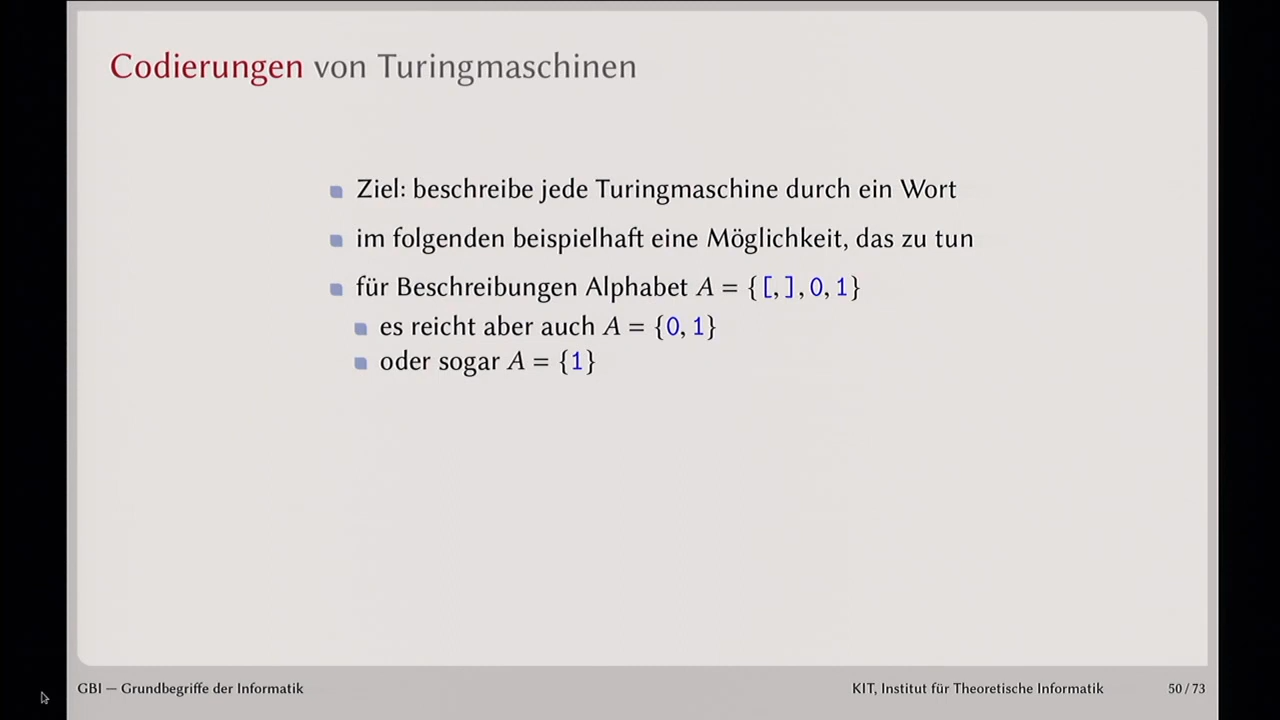 Codierungen von Turingmaschinen
Ziel: beschreibe jede Turingmaschine durch ein Wort
im folgenden beispielhaft eine Möglichkeit, das zu tun
für Beschreibungen Alphabet A = {[, ], 0, 1}
es reicht aber auch A = {0, 1}
oder sogar A = {1}
GBI — Grundbegriffe der Informatik KIT, Institut für Theoretische Informatik 50 / 73